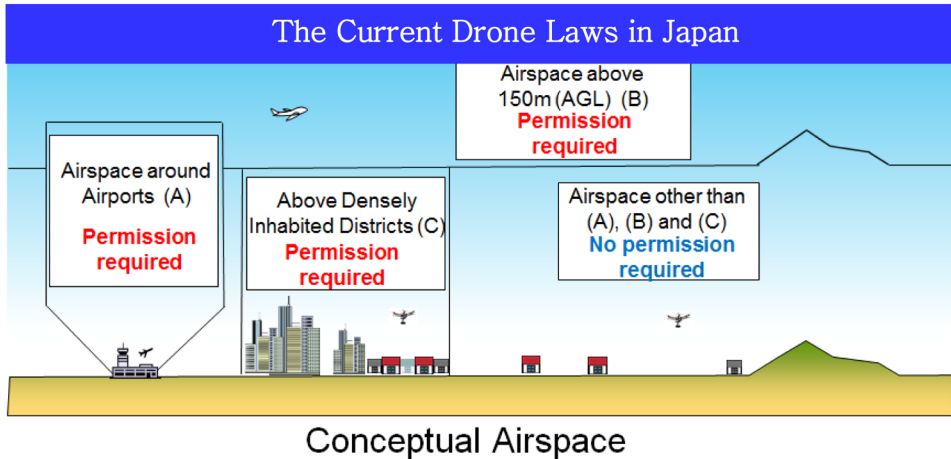 The Current Drone Laws in Japan
Airspace above
150m (AGL) (B)
Permission
required
Airspace around
Airports (A)
Permission
required
Above Densely
Inhabited Districts (C)
Permission
required
Airspace other than
(A), (B) and (C)
No permission
required
Conceptual Airspace